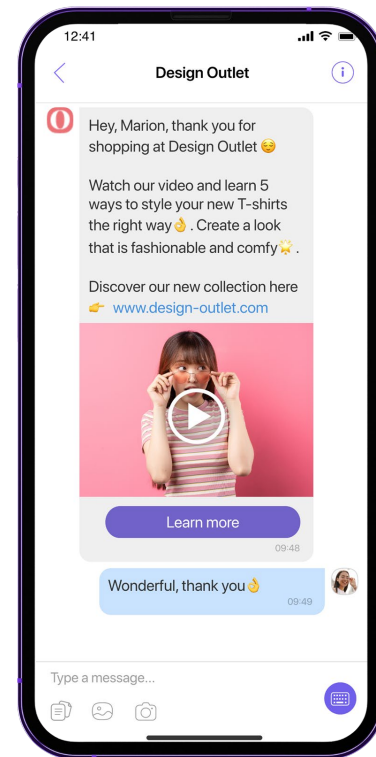 12:41
Design Outlet
Hey, Marion, thank you for
shopping at Design Outlet 😌
Watch our video and learn 5
ways to style your new T-shirts
the right way👌. Create a look
that is fashionable and comfy🌟.
Discover our new collection here
👉 www.design-outlet.com
Learn more
09:48
Wonderful, thank you👌
09:49
Type a message...